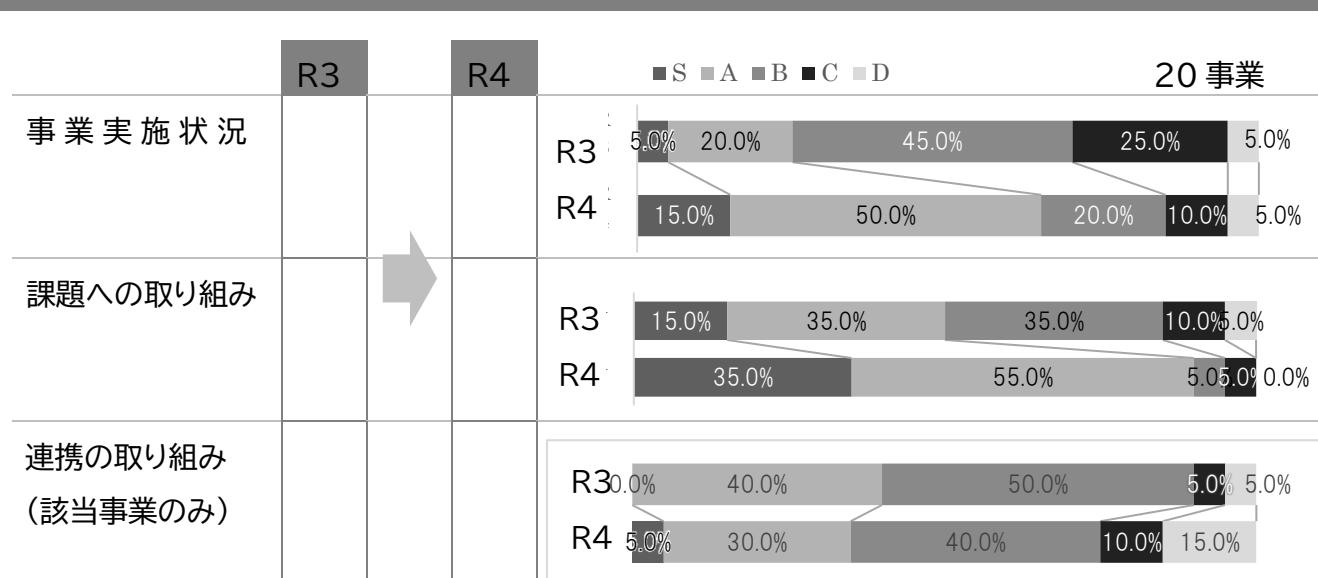 R3 R4 ■S ■A ■B ■C ■D 20事業
事業実施状況
R3 5.0% 20.0% 45.0% 25.0% 5.0%
R4 15.0% 50.0% 20.0% 10.0% 5.0%
課題への取り組み
R3 15.0% 35.0% 35.0% 10.0% 5.0%
R4 35.0% 55.0% 5.0 5.0% 0.0%
連携の取り組み
(該当事業のみ)
R3 0.0% 40.0% 50.0% 5.0% 5.0%
R4 5.0% 30.0% 40.0% 10.0% 15.0%